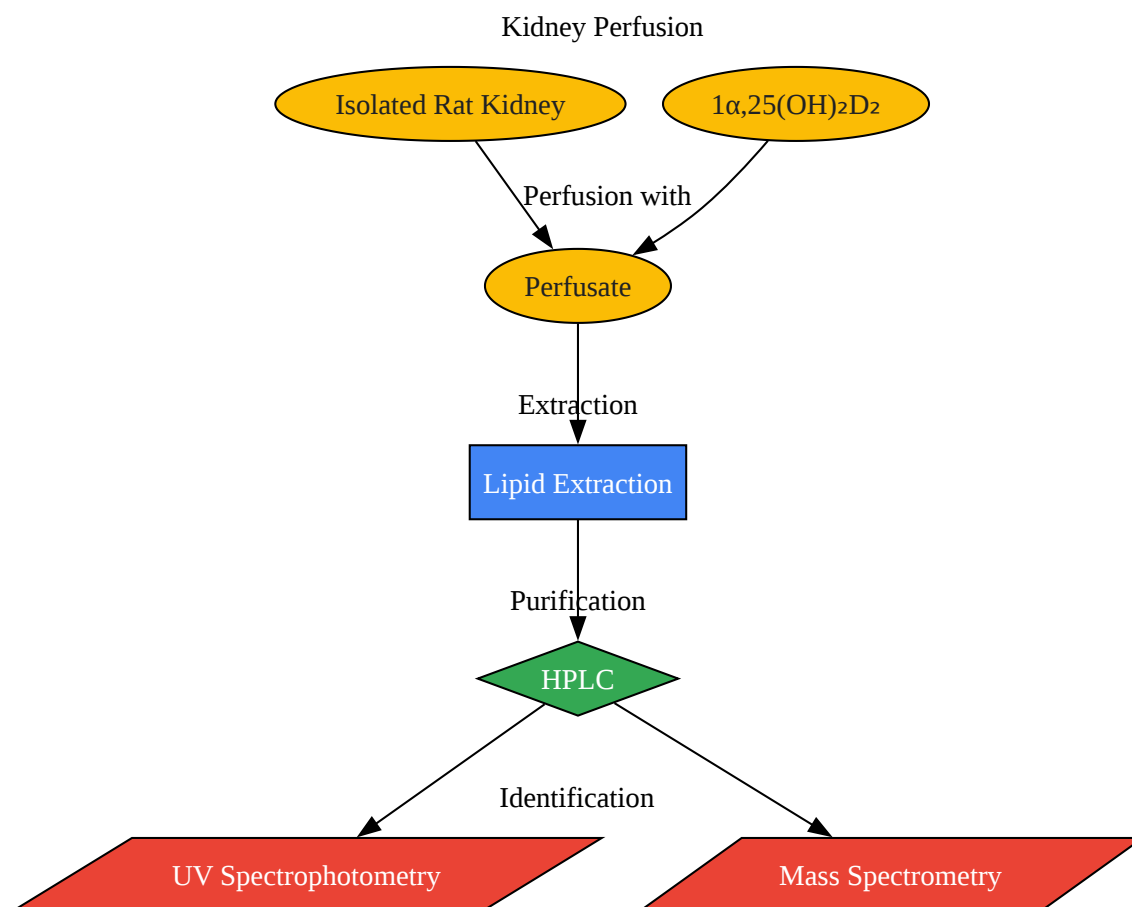 Kidney Perfusion
Isolated Rat Kidney
1α,25(OH)₂D₂
Perfusion with
Perfusate
Extraction
Lipid Extraction
Purification
HPLC
Identification
UV Spectrophotometry
Mass Spectrometry